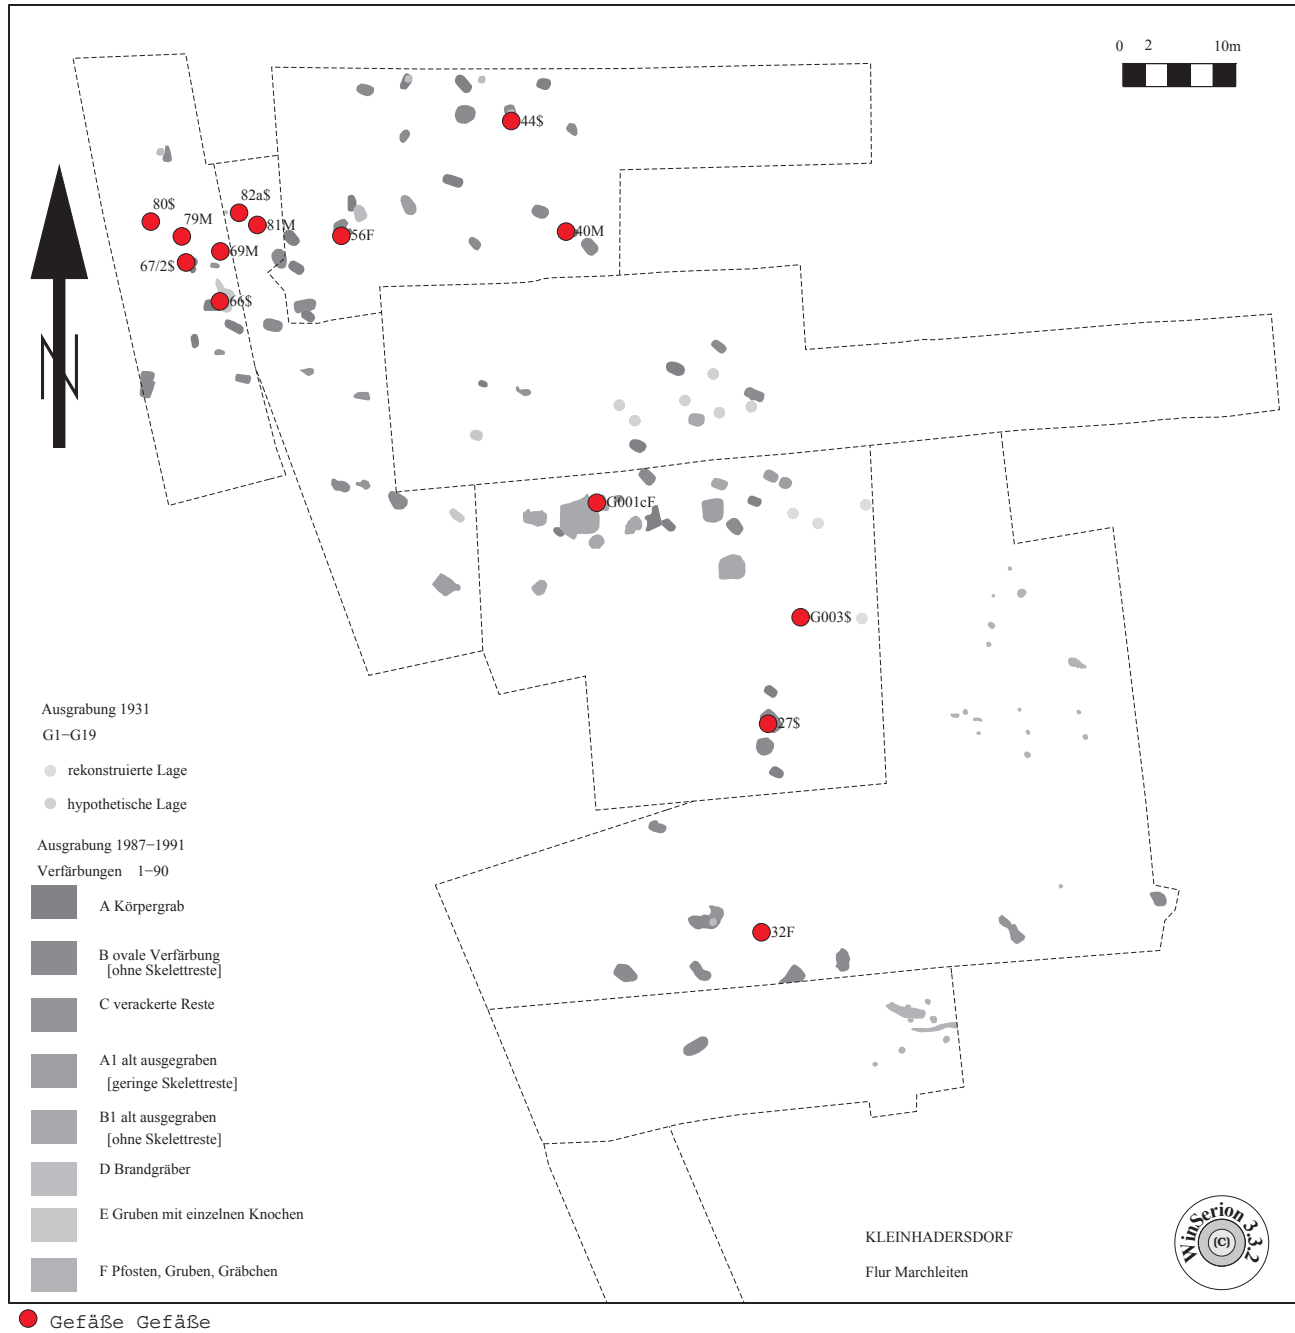 0 2 10m
44$
82a$
80$
79M
81M
56F
40M
69M
67/2$
66$
G001cF
G003$
27$
32F
N
Ausgrabung 1931
G1−G19
rekonstruierte Lage
hypothetische Lage
Ausgrabung 1987−1991
Verfärbungen 1−90
A Körpergrab
B ovale Verfärbung
[ohne Skelettreste]
C verackerte Reste
A1 alt ausgegraben
[geringe Skelettreste]
B1 alt ausgegraben
[ohne Skelettreste]
D Brandgräber
E Gruben mit einzelnen Knochen
F Pfosten, Gruben, Gräbchen
KLEINHADERSDORF
Flur Marchleiten
WinSerion 3.3.2
(C)
Gefäße Gefäße